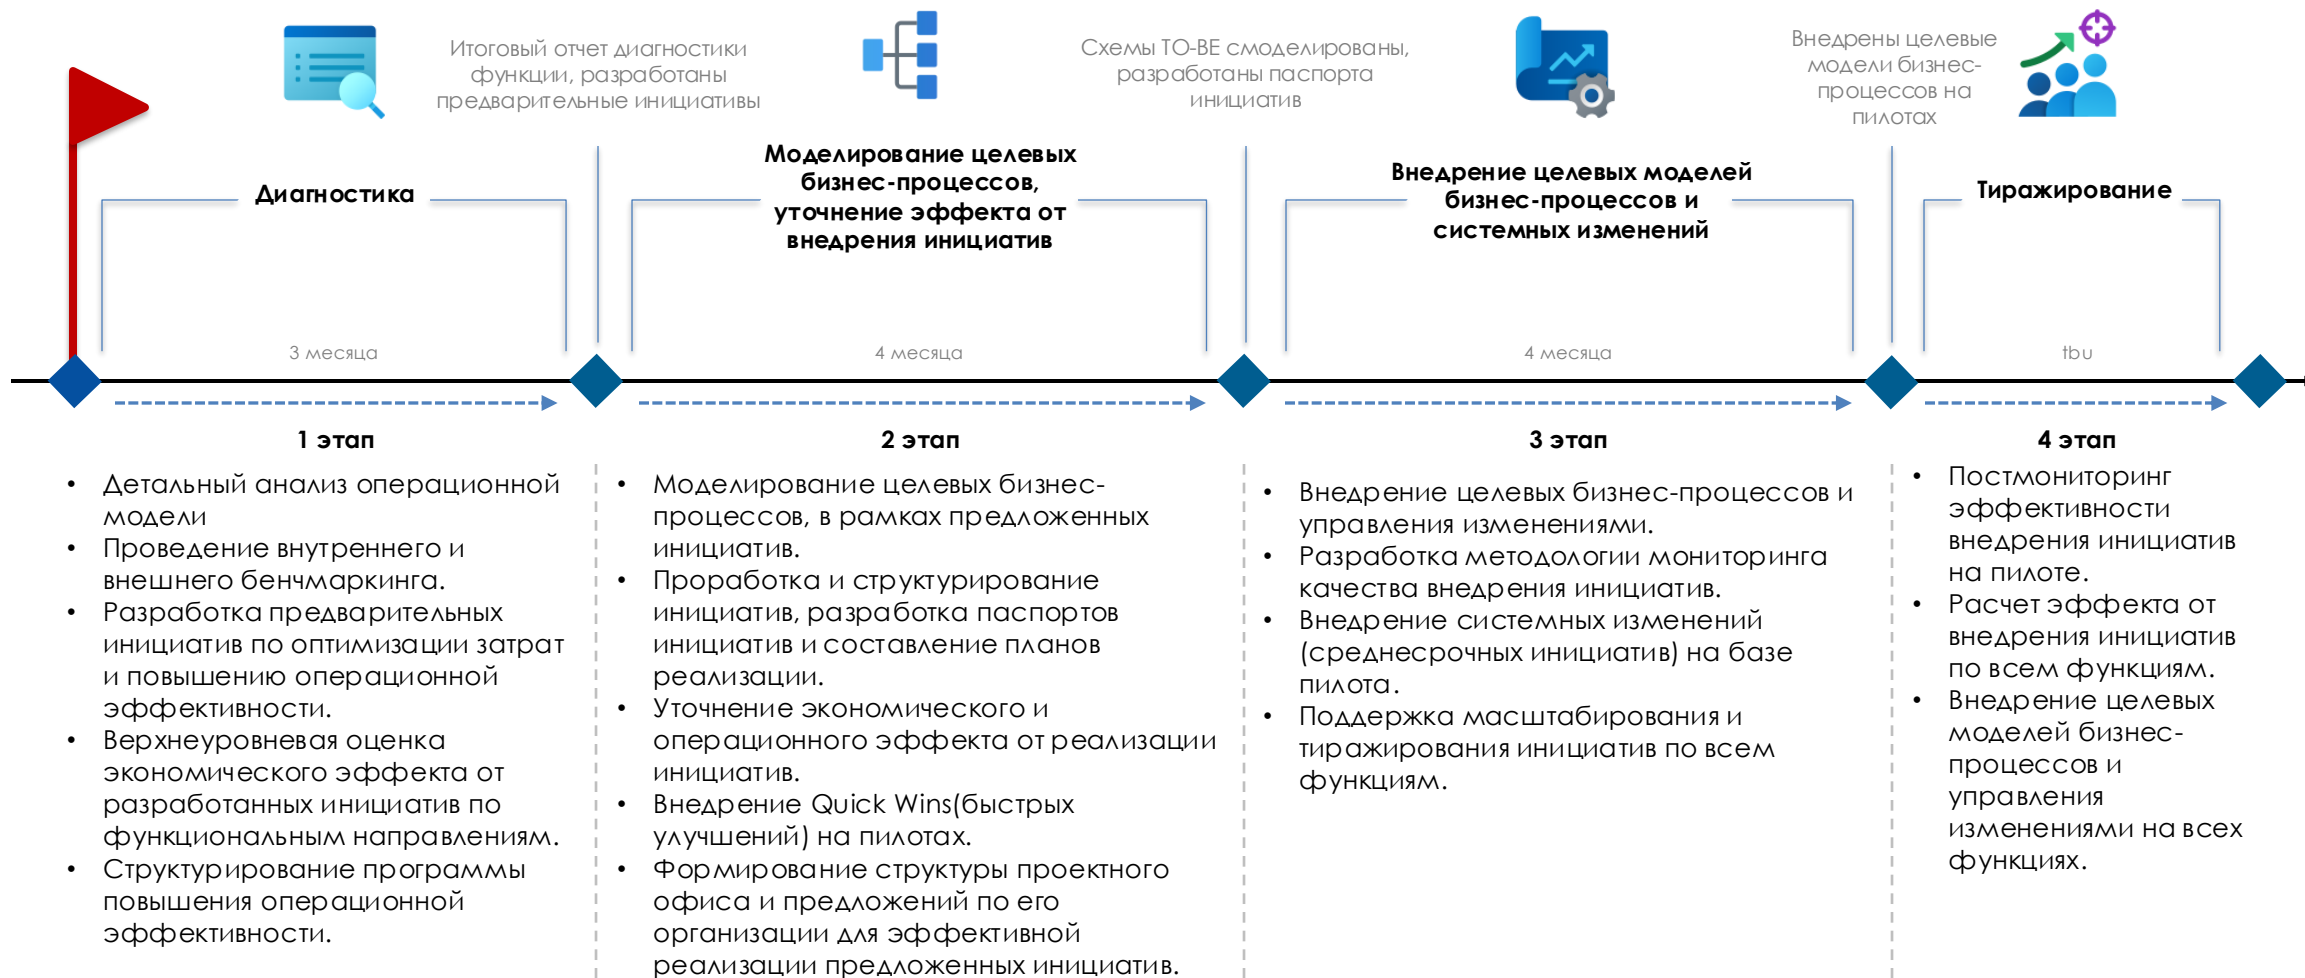 Итоговый отчет диагностики
функции, разработаны
предварительные инициативы
Схемы TO-BE смоделированы,
разработаны паспорта
инициатив
Внедрены целевые
модели бизнес-
процессов на
пилотах
Диагностика
Моделирование целевых
бизнес-процессов,
уточнение эффекта от
внедрения инициатив
Внедрение целевых моделей
бизнес-процессов и
системных изменений
Тиражирование
3 месяца
4 месяца
4 месяца
tbu
1 этап
• Детальный анализ операционной
модели
• Проведение внутреннего и
внешнего бенчмаркинга.
• Разработка предварительных
инициатив по оптимизации затрат
и повышению операционной
эффективности.
• Верхнеуровневая оценка
экономического эффекта от
разработанных инициатив по
функциональным направлениям.
• Структурирование программы
повышения операционной
эффективности.
2 этап
• Моделирование целевых бизнес-
процессов, в рамках предложенных
инициатив.
• Проработка и структурирование
инициатив, разработка паспортов
инициатив и составление планов
реализации.
• Уточнение экономического и
операционного эффекта от реализации
инициатив.
• Внедрение Quick Wins(быстрых
улучшений) на пилотах.
• Формирование структуры проектного
офиса и предложений по его
организации для эффективной
реализации предложенных инициатив.
3 этап
• Внедрение целевых бизнес-процессов и
управления изменениями.
• Разработка методологии мониторинга
качества внедрения инициатив.
• Внедрение системных изменений
(среднесрочных инициатив) на базе
пилота.
• Поддержка масштабирования и
тиражирования инициатив по всем
функциям.
4 этап
• Постмониторинг
эффективности
внедрения инициатив
на пилоте.
• Расчет эффекта от
внедрения инициатив
по всем функциям.
• Внедрение целевых
моделей бизнес-
процессов и
управления
изменениями на всех
функциях.